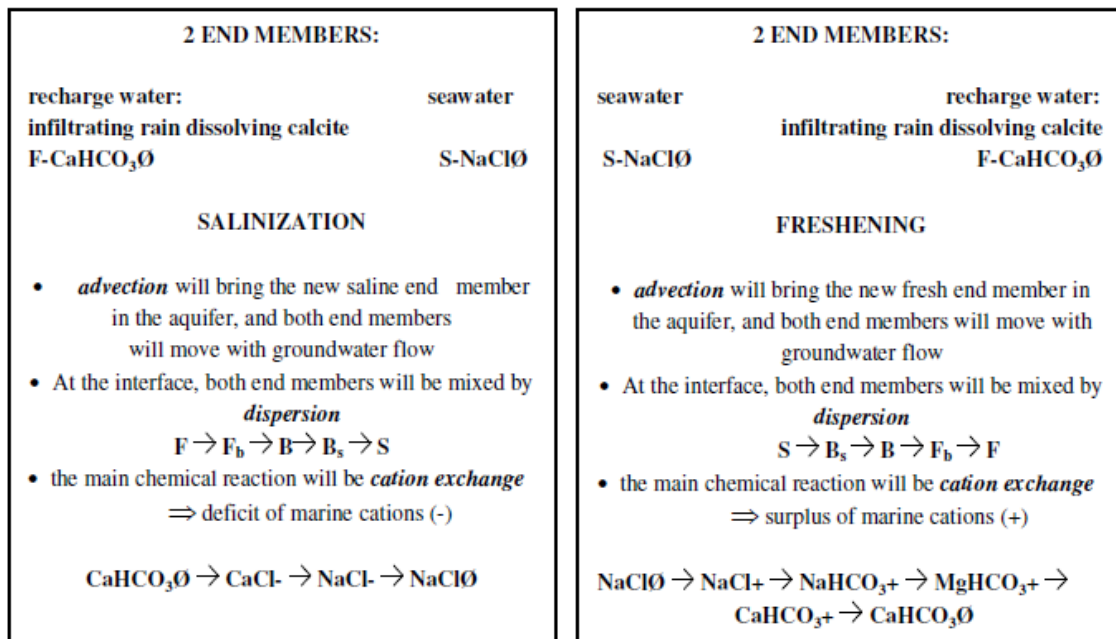 2 END MEMBERS:
recharge water: seawater
infiltrating rain dissolving calcite
F-CaHCO₃Ø S-NaClØ
SALINIZATION
• advection will bring the new saline end member
in the aquifer, and both end members
will move with groundwater flow
• At the interface, both end members will be mixed by
dispersion
F → F_b → B → B_s → S
• the main chemical reaction will be cation exchange
⇒ deficit of marine cations (-)
CaHCO₃Ø → CaCl- → NaCl- → NaClØ
2 END MEMBERS:
seawater recharge water:
infiltrating rain dissolving calcite
S-NaClØ F-CaHCO₃Ø
FRESHENING
• advection will bring the new fresh end member in
the aquifer, and both end members will move with
groundwater flow
• At the interface, both end members will be mixed by
dispersion
S → B_s → B → F_b → F
• the main chemical reaction will be cation exchange
⇒ surplus of marine cations (+)
NaClØ → NaCl+ → NaHCO₃+ → MgHCO₃+ →
CaHCO₃+ → CaHCO₃Ø